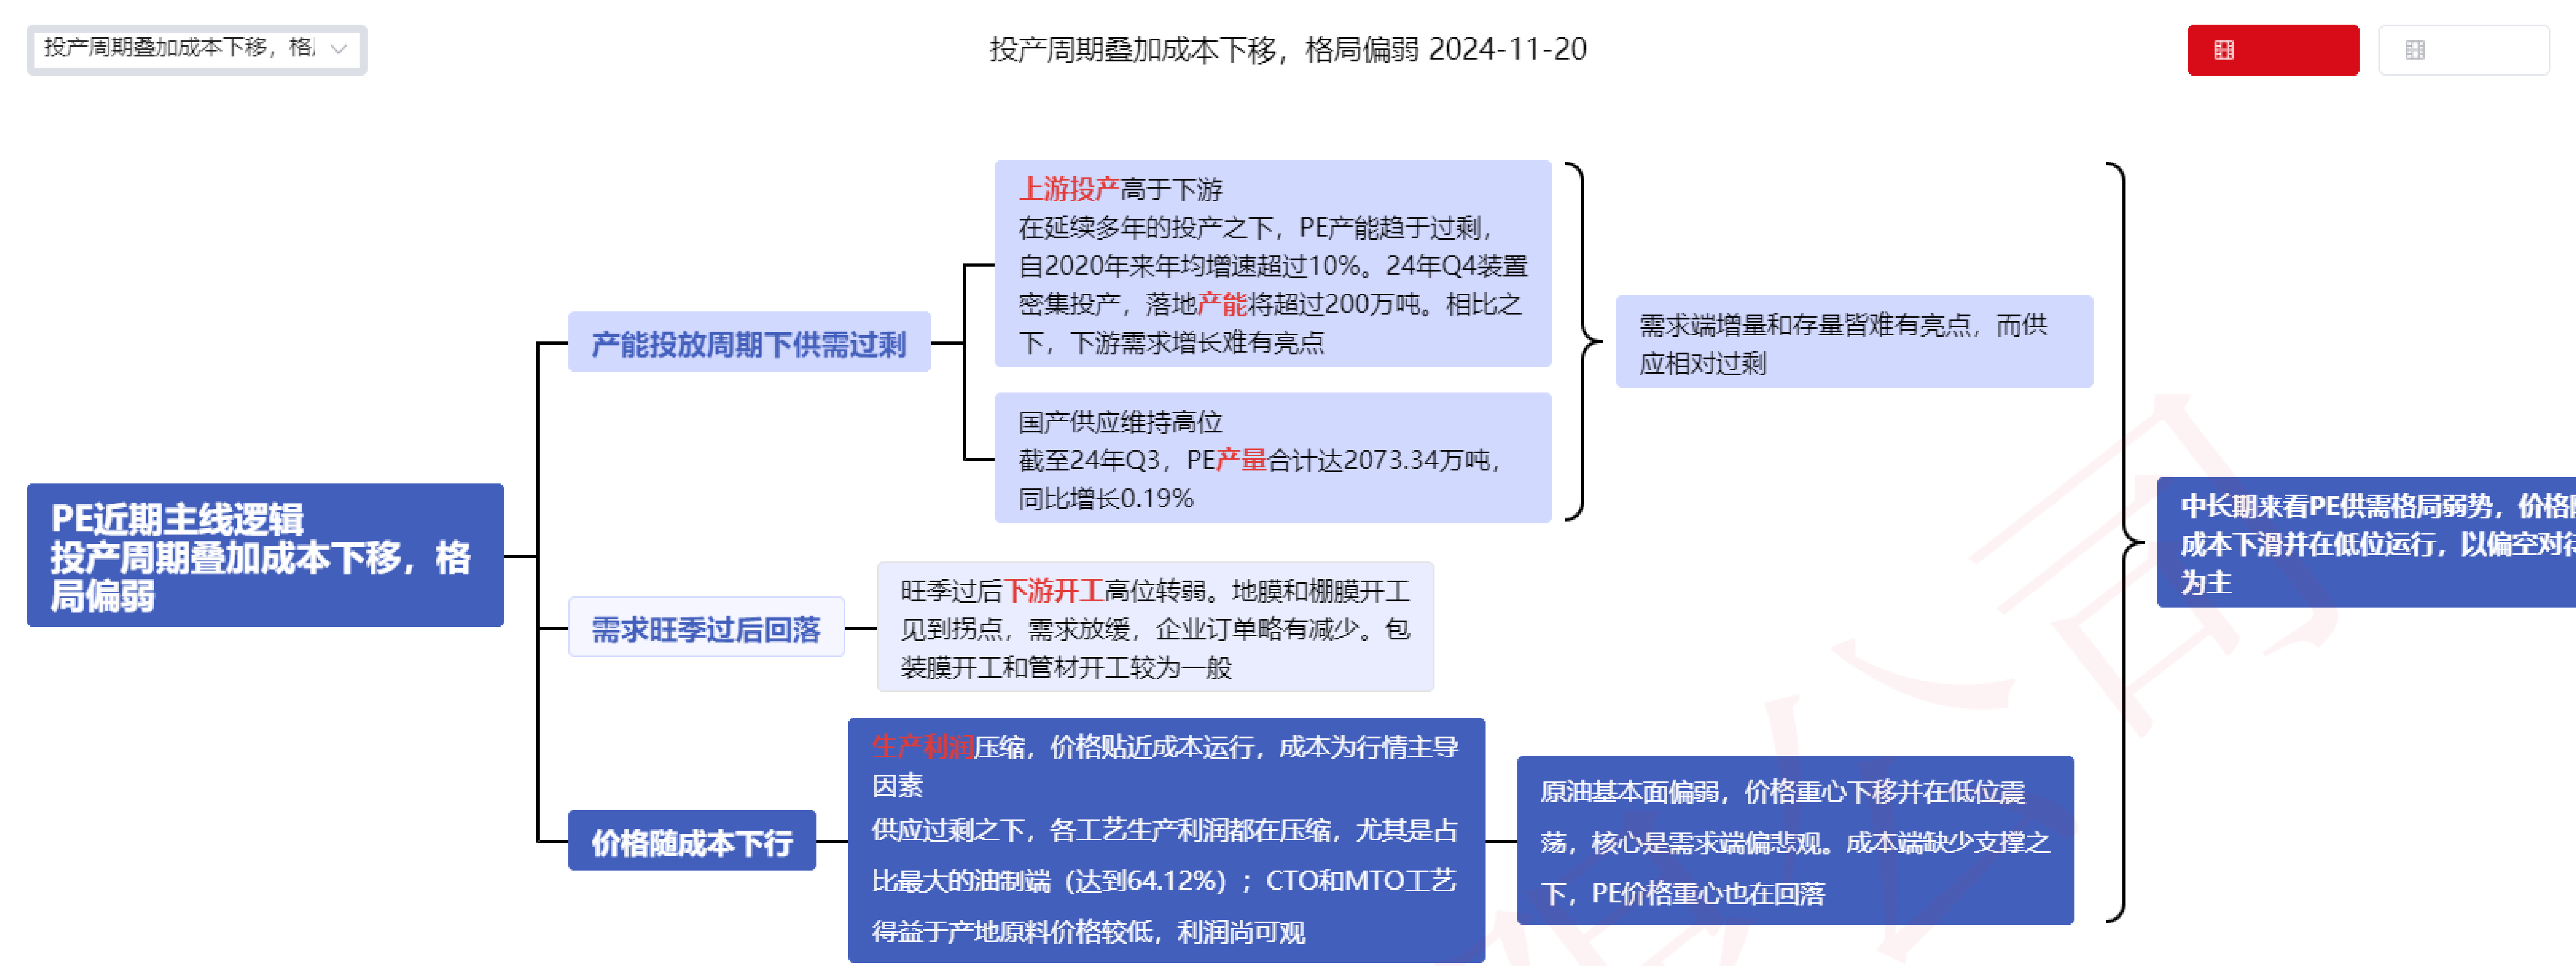 投产周期叠加成本下移，格
投产周期叠加成本下移，格局偏弱 2024-11-20
PE近期主线逻辑
投产周期叠加成本下移，格
局偏弱
产能投放周期下供需过剩
上游投产高于下游
在延续多年的投产之下，PE产能趋于过剩，
自2020年来年均增速超过10%。24年Q4装置
密集投产，落地产能将超过200万吨。相比之
下，下游需求增长难有亮点
国产供应维持高位
截至24年Q3，PE产量合计达2073.34万吨，
同比增长0.19%
需求端增量和存量皆难有亮点，而供
应相对过剩
需求旺季过后回落
旺季过后下游开工高位转弱。地膜和棚膜开工
见到拐点，需求放缓，企业订单略有减少。包
装膜开工和管材开工较为一般
价格随成本下行
生产利润压缩，价格贴近成本运行，成本为行情主导
因素
供应过剩之下，各工艺生产利润都在压缩，尤其是占
比最大的油制端（达到64.12%）；CTO和MTO工艺
得益于产地原料价格较低，利润尚可观
原油基本面偏弱，价格重心下移并在低位震
荡，核心是需求端偏悲观。成本端缺少支撑之
下，PE价格重心也在回落
中长期来看PE供需格局弱势，价格
成本下滑并在低位运行，以偏空对待
为主
公司